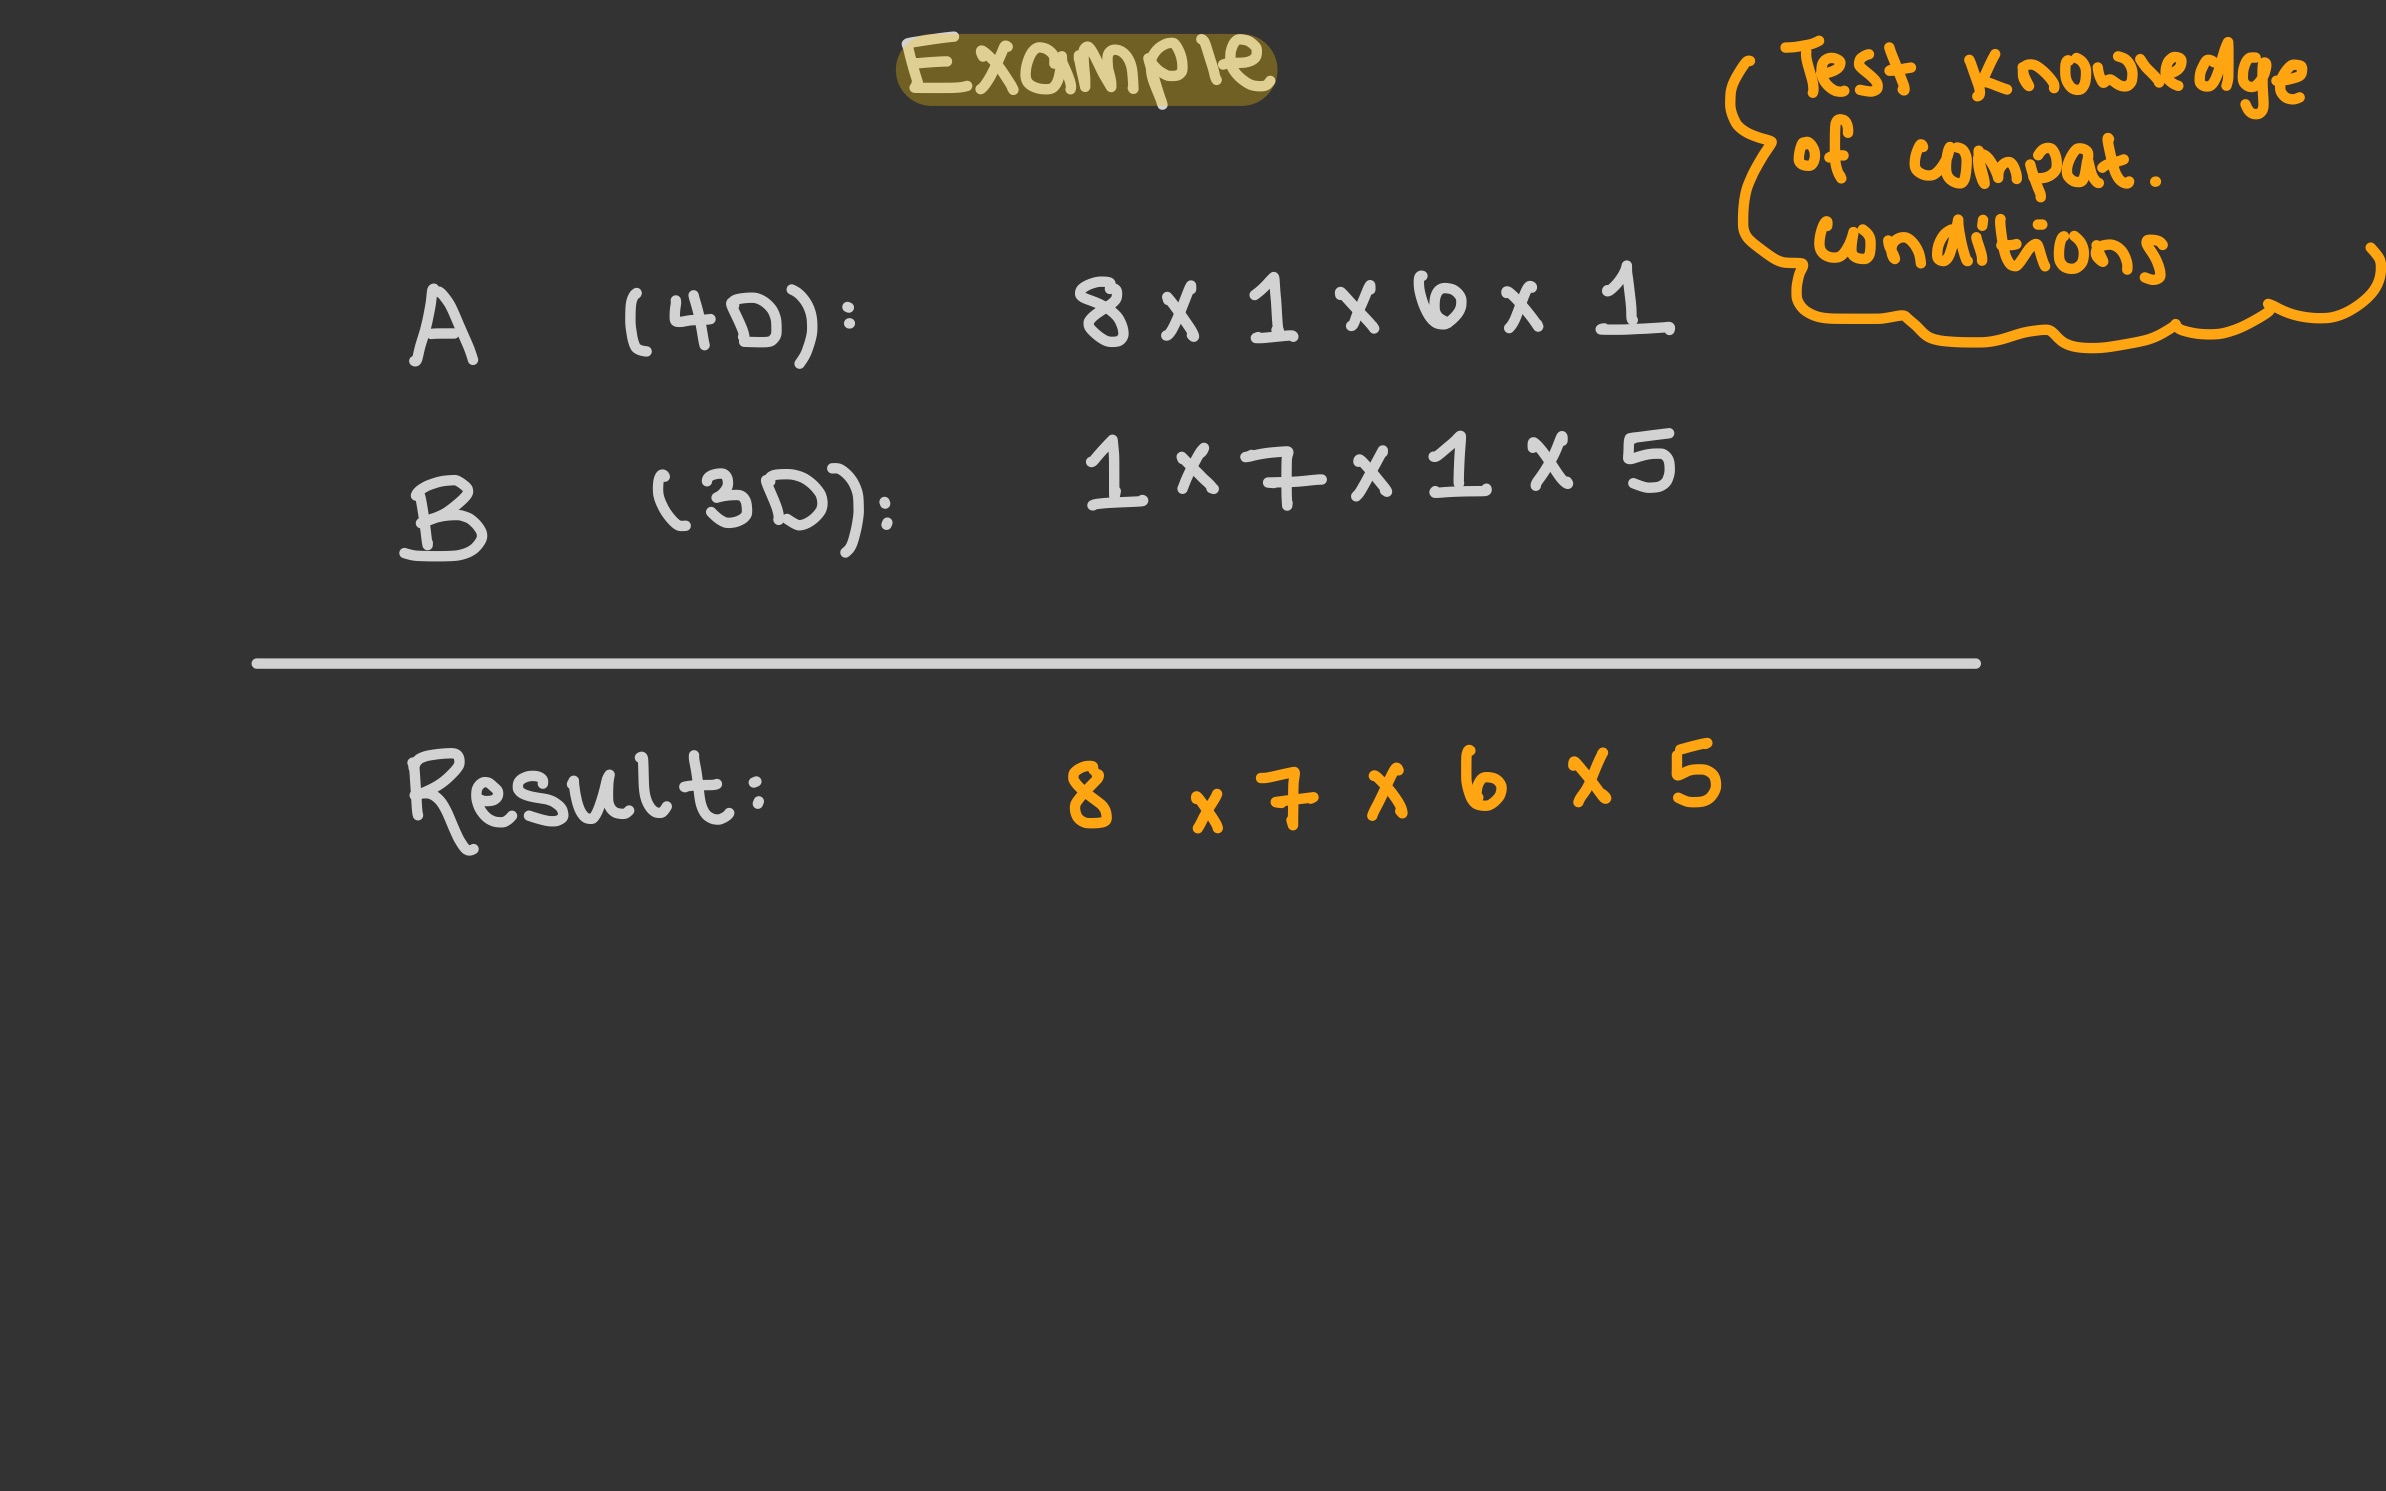 Example
Test Knowledge
of compat.
conditions
A (4D): 8 x 1 x 6 x 1
B (3D): 1 x 7 x 1 x 5
Result: 8 x 7 x 6 x 5